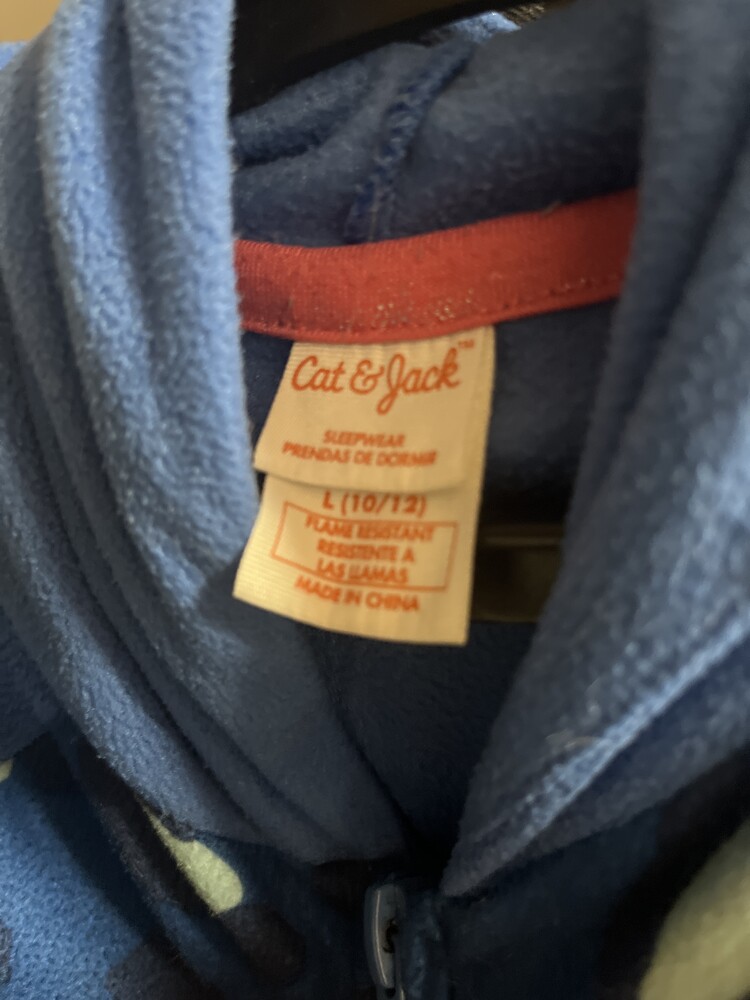 Cat & Jack™
SLEEPWEAR
PRENDAS DE DORMIR
L (10/12)
FLAME RESISTANT
RESISTENTE A
LAS LLAMAS
MADE IN CHINA